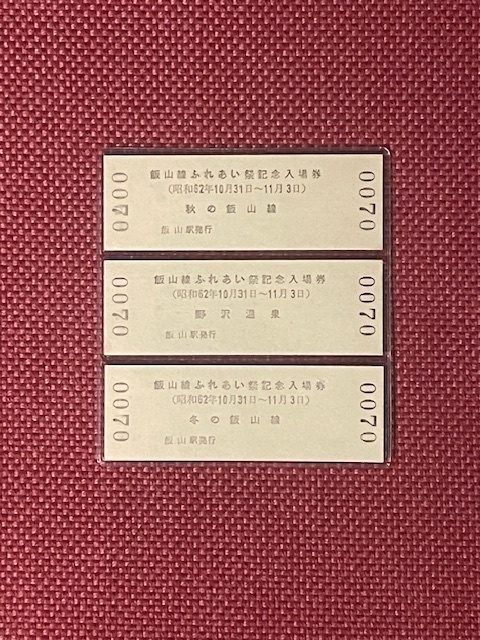 飯山線ふれあい祭記念入場券
(昭和62年10月31日〜11月3日)
秋の飯山線
飯山駅発行
0070
0070
飯山線ふれあい祭記念入場券
(昭和62年10月31日〜11月3日)
野沢温泉
飯山駅発行
0070
0070
飯山線ふれあい祭記念入場券
(昭和62年10月31日〜11月3日)
冬の飯山線
飯山駅発行
0070
0070